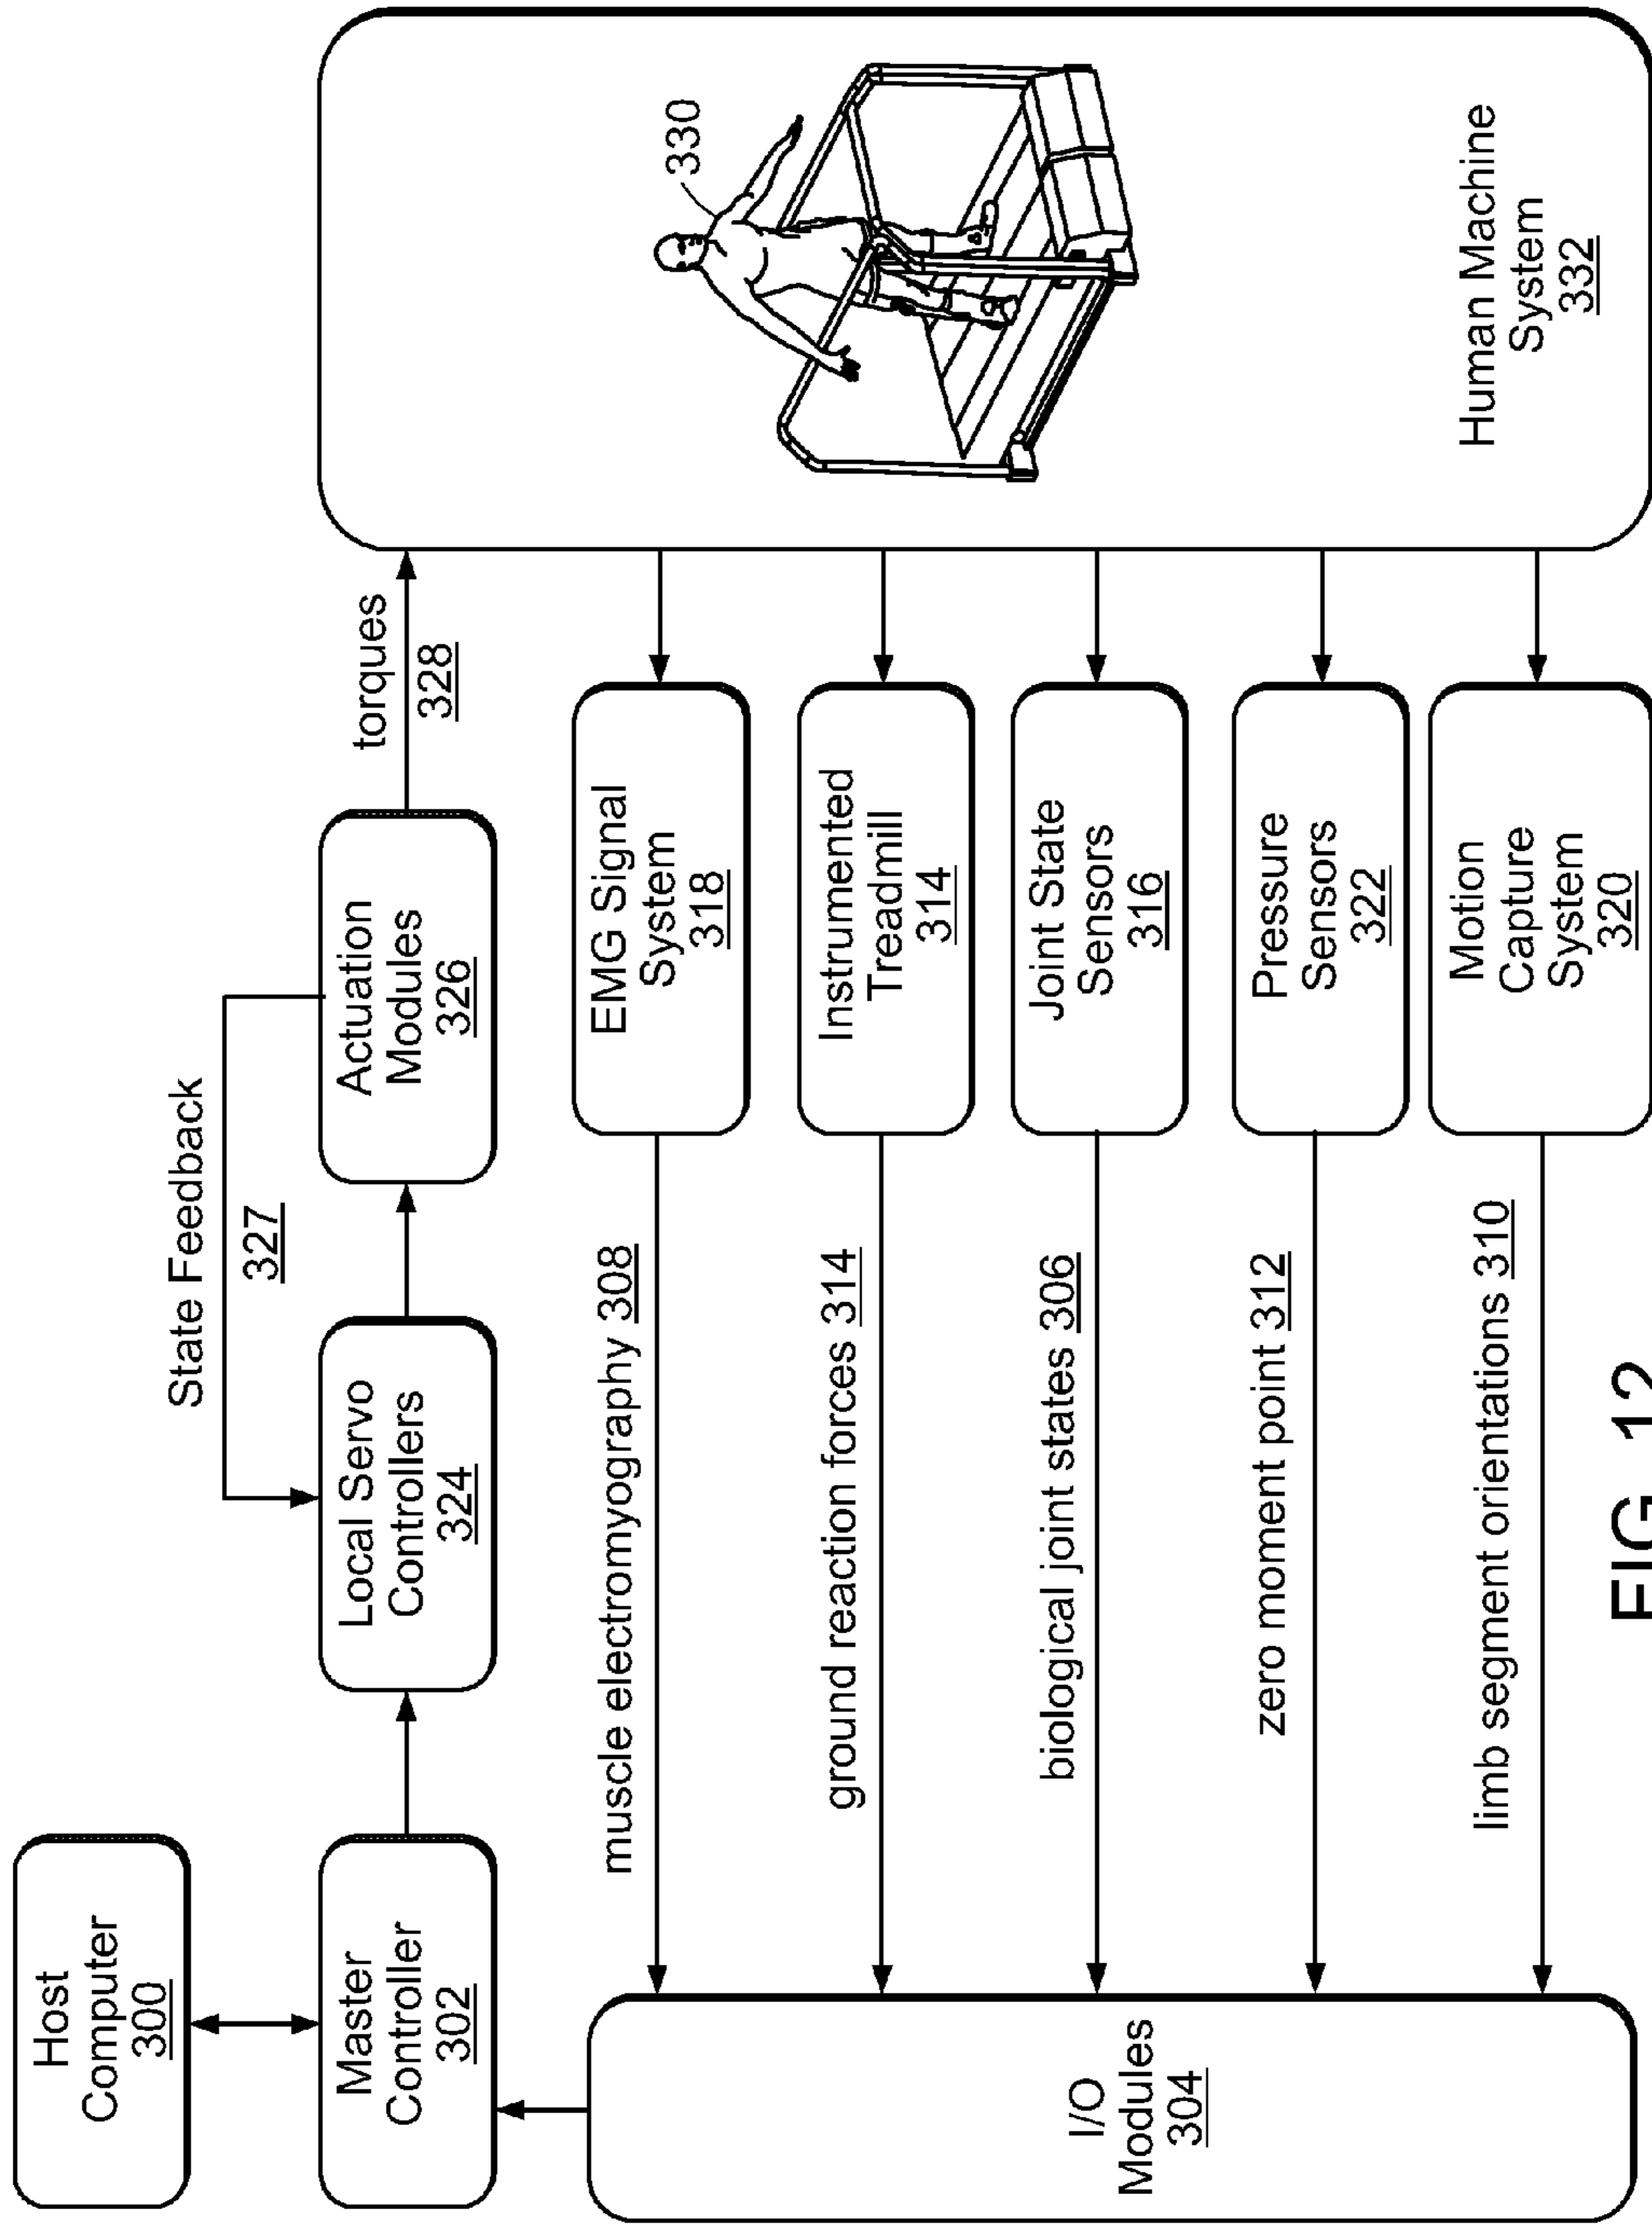 Host
Computer
300
Master
Controller
302
State Feedback
327
Local Servo
Controllers
324
Actuation
Modules
326
torques
328
I/O
Modules
304
muscle electromyography 308
ground reaction forces 314
biological joint states 306
zero moment point 312
limb segment orientations 310
EMG Signal
System
318
Instrumented
Treadmill
314
Joint State
Sensors
316
Pressure
Sensors
322
Motion
Capture
System
320
330
Human Machine
System
332
FIG 12